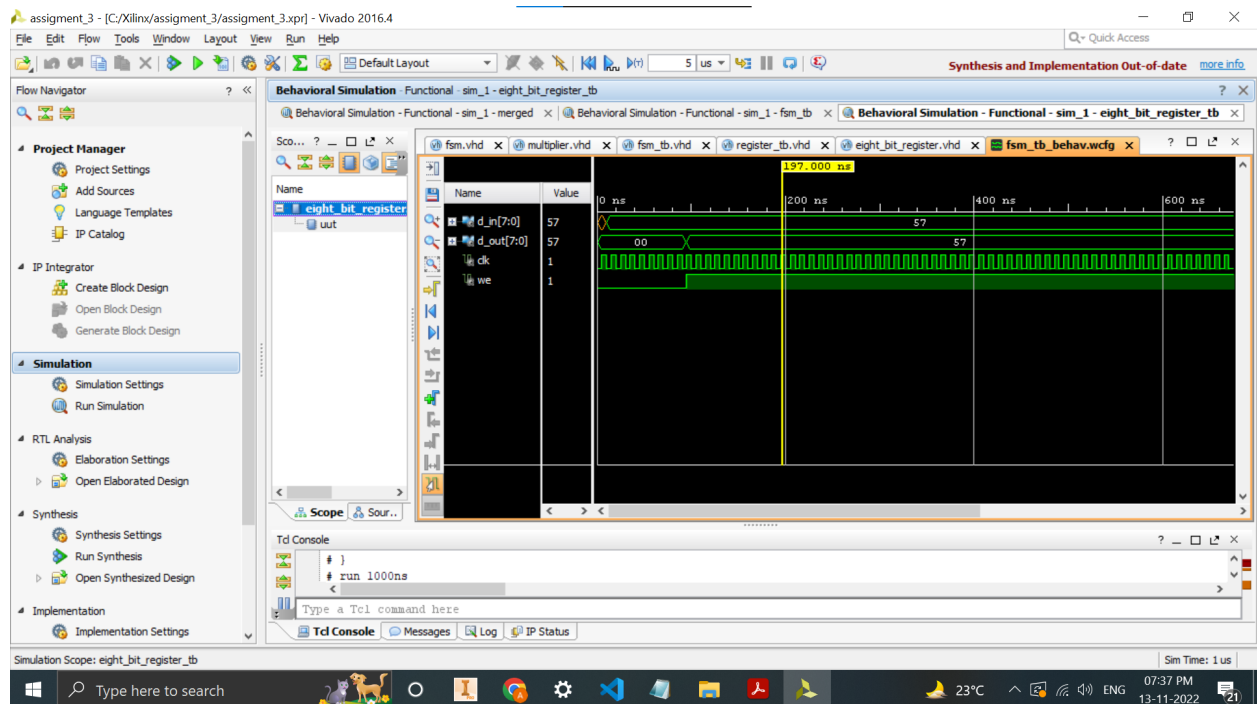 assigment_3 - [C:/Xilinx/assigment_3/assigment_3.xpr] - Vivado 2016.4
File Edit Flow Tools Window Layout View Run Help
Q- Quick Access
Default Layout
5 us
Synthesis and Implementation Out-of-date more info
Flow Navigator ? «
Behavioral Simulation - Functional - sim_1 - eight_bit_register_tb ? X
Behavioral Simulation - Functional - sim_1 - merged × Behavioral Simulation - Functional - sim_1 - fsm_tb × Behavioral Simulation - Functional - sim_1 - eight_bit_register_tb ×
Project Manager
Project Settings
Add Sources
Language Templates
IP Catalog
IP Integrator
Create Block Design
Open Block Design
Generate Block Design
Simulation
Simulation Settings
Run Simulation
RTL Analysis
Elaboration Settings
Open Elaborated Design
Synthesis
Synthesis Settings
Run Synthesis
Open Synthesized Design
Implementation
Implementation Settings
Sco... ?
Name
eight_bit_register
uut
Scope Sour..
fsm.vhd × multiplier.vhd × fsm_tb.vhd × register_tb.vhd × eight_bit_register.vhd × fsm_tb_behav.wcfg × ?
197.000 ns
Name Value
0 ns 200 ns 400 ns 600 ns
d_in[7:0] 57 57
d_out[7:0] 57 00 57
clk 1
we 1
Tcl Console ?
# }
# run 1000ns
Type a Tcl command here
Tcl Console Messages Log IP Status
Simulation Scope: eight_bit_register_tb Sim Time: 1 us
Type here to search
23°C ENG 07:37 PM
13-11-2022 21